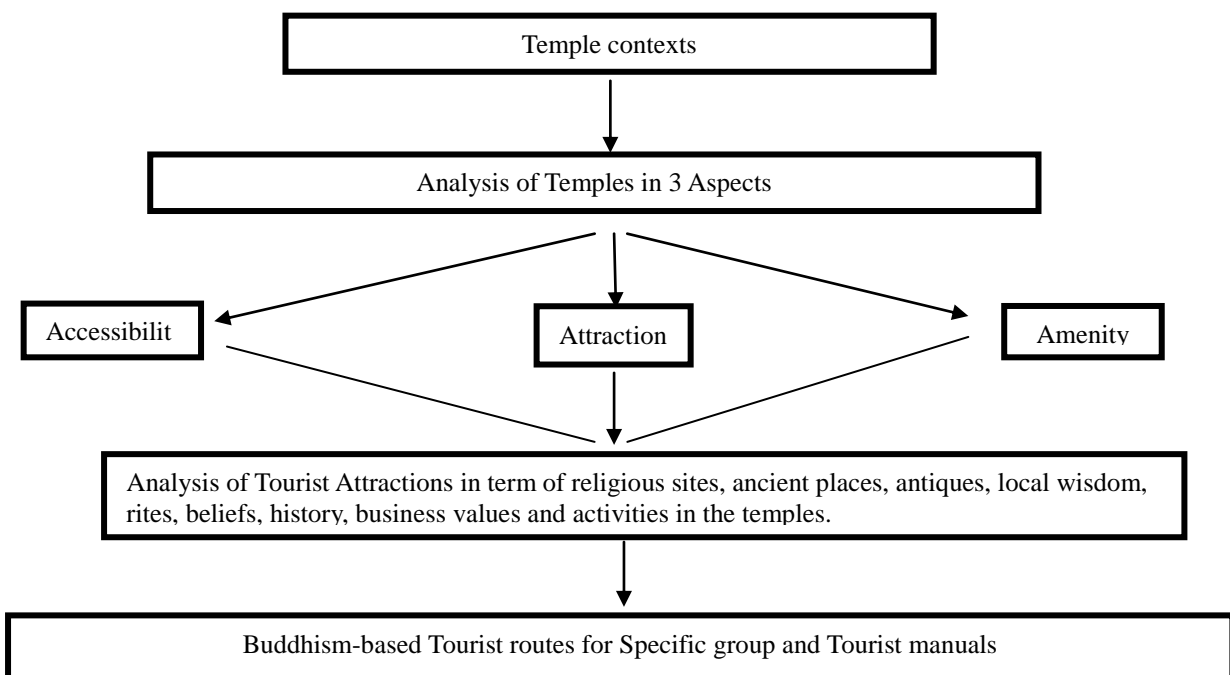 Temple contexts
Analysis of Temples in 3 Aspects
Accessibilit
Attraction
Amenity
Analysis of Tourist Attractions in term of religious sites, ancient places, antiques, local wisdom,
rites, beliefs, history, business values and activities in the temples.
Buddhism-based Tourist routes for Specific group and Tourist manuals